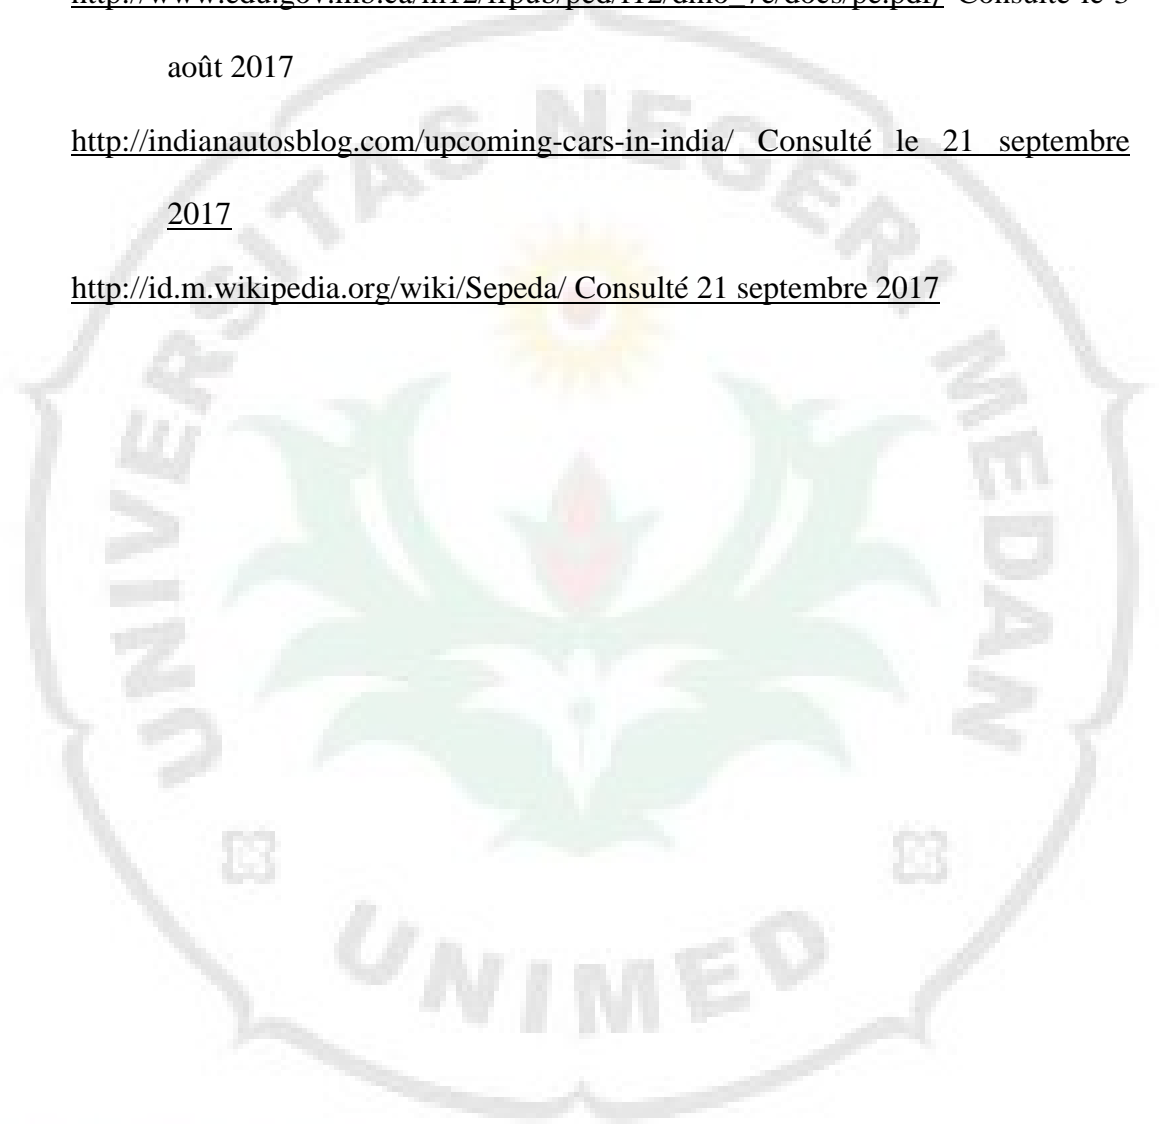 août 2017
http://indianautosblog.com/upcoming-cars-in-india/ Consulté le 21 septembre
2017
http://id.m.wikipedia.org/wiki/Sepeda/ Consulté 21 septembre 2017
UNIVERSITAS NEGERI MEDAN
UNIMED